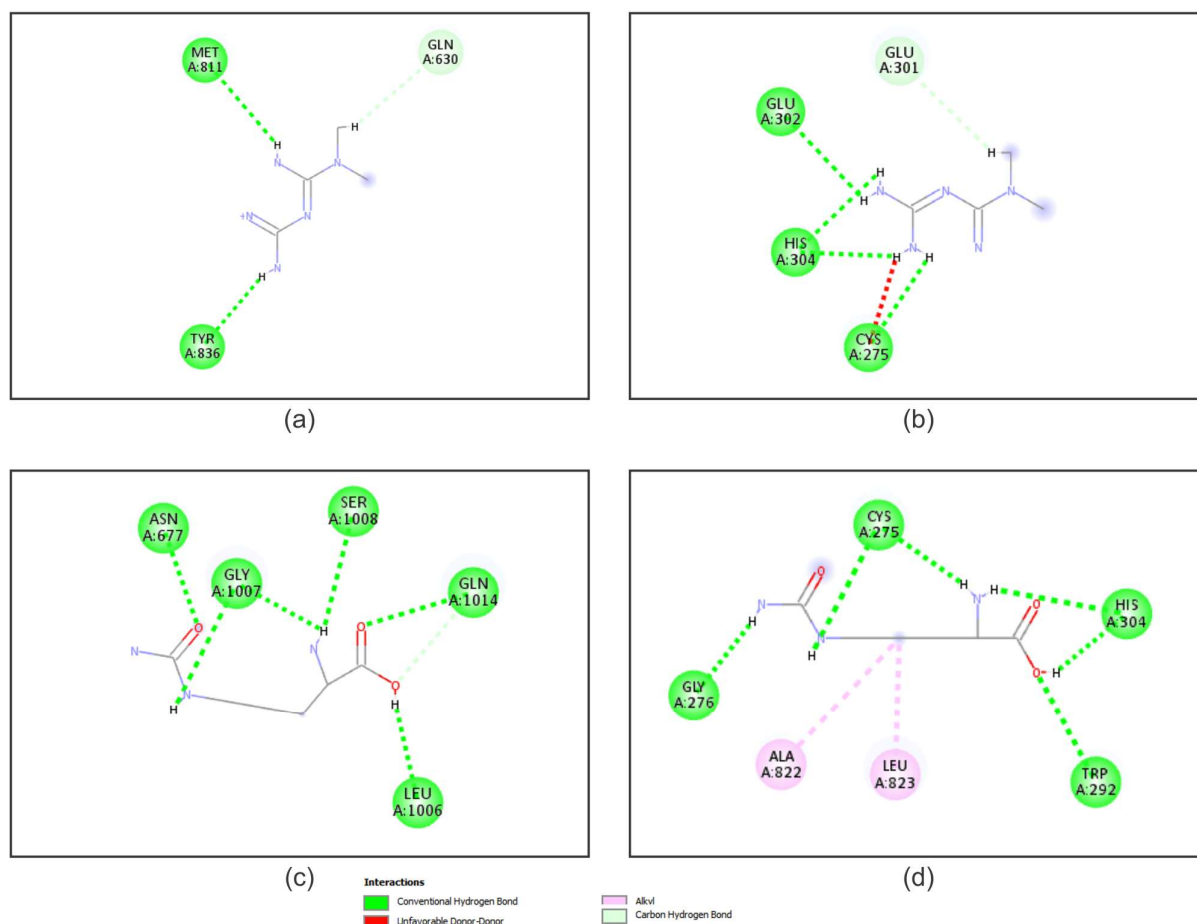 MET
A:811
GLN
A:630
H
H
N
N
+N
N
N
H
TYR
A:836
(a)
GLU
A:301
GLU
A:302
H
H
N
H
N
N
HIS
A:304
N
H
H
N
CYS
A:275
(b)
SER
A:1008
ASN
A:677
GLY
A:1007
GLN
A:1014
O
H
O
N
N
O
N
H
H
LEU
A:1006
(c)
CYS
A:275
O
H
N
H
O
HIS
A:304
N
H
N
H
O
H
GLY
A:276
ALA
A:822
LEU
A:823
TRP
A:292
(d)
Interactions
Conventional Hydrogen Bond
Alkyl
Unfavorable Donor-Donor
Carbon Hydrogen Bond